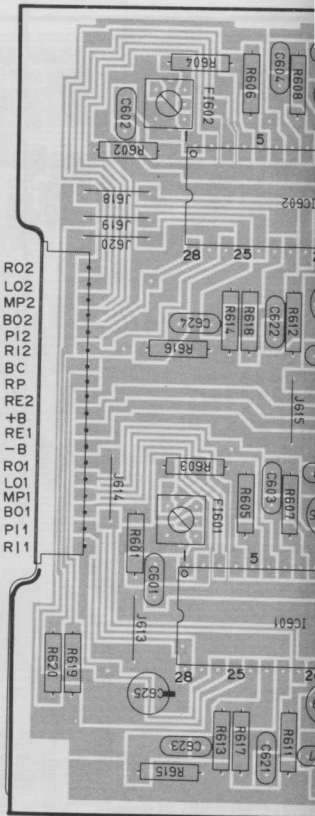 R604
R606
C604
R608
C602
FI602
R602
5
IC602
J618
J619
J620
28
25
RO2
LO2
MP2
BO2
PI2
RI2
BC
RP
RE2
+B
RE1
-B
RO1
LO1
MP1
BO1
PI1
RI1
C624
R614
R618
C622
R612
R616
J615
R603
J614
FI601
R605
C603
R607
R601
C601
5
J613
IC601
28
25
R620
R619
C625
C623
R613
R617
C621
R611
R615